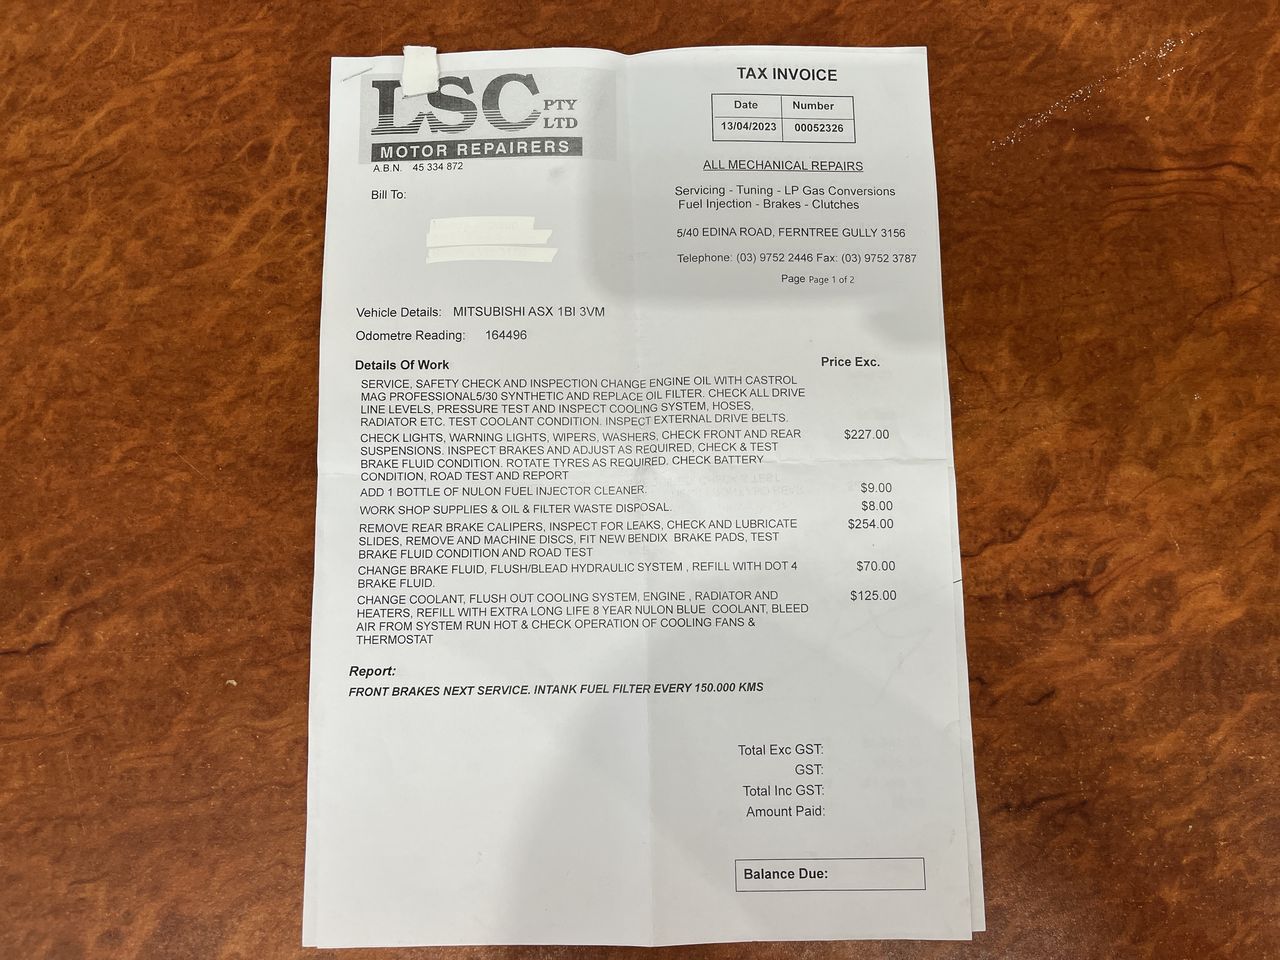 LSC PTY LTD
MOTOR REPAIRERS
A.B.N. 45 334 872
TAX INVOICE
Date Number
13/04/2023 00052326
ALL MECHANICAL REPAIRS
Servicing - Tuning - LP Gas Conversions
Fuel Injection - Brakes - Clutches
5/40 EDINA ROAD, FERNTREE GULLY 3156
Telephone: (03) 9752 2446 Fax: (03) 9752 3787
Page Page 1 of 2
Bill To:
Vehicle Details: MITSUBISHI ASX 1BI 3VM
Odometre Reading: 164496
Details Of Work Price Exc.
SERVICE, SAFETY CHECK AND INSPECTION CHANGE ENGINE OIL WITH CASTROL
MAG PROFESSIONAL5/30 SYNTHETIC AND REPLACE OIL FILTER. CHECK ALL DRIVE
LINE LEVELS, PRESSURE TEST AND INSPECT COOLING SYSTEM, HOSES,
RADIATOR ETC. TEST COOLANT CONDITION. INSPECT EXTERNAL DRIVE BELTS.
CHECK LIGHTS, WARNING LIGHTS, WIPERS, WASHERS, CHECK FRONT AND REAR $227.00
SUSPENSIONS. INSPECT BRAKES AND ADJUST AS REQUIRED, CHECK & TEST
BRAKE FLUID CONDITION. ROTATE TYRES AS REQUIRED. CHECK BATTERY
CONDITION, ROAD TEST AND REPORT
ADD 1 BOTTLE OF NULON FUEL INJECTOR CLEANER. $9.00
WORK SHOP SUPPLIES & OIL & FILTER WASTE DISPOSAL. $8.00
REMOVE REAR BRAKE CALIPERS, INSPECT FOR LEAKS, CHECK AND LUBRICATE $254.00
SLIDES, REMOVE AND MACHINE DISCS, FIT NEW BENDIX BRAKE PADS, TEST
BRAKE FLUID CONDITION AND ROAD TEST
CHANGE BRAKE FLUID, FLUSH/BLEAD HYDRAULIC SYSTEM , REFILL WITH DOT 4 $70.00
BRAKE FLUID.
CHANGE COOLANT, FLUSH OUT COOLING SYSTEM, ENGINE , RADIATOR AND $125.00
HEATERS, REFILL WITH EXTRA LONG LIFE 8 YEAR NULON BLUE COOLANT, BLEED
AIR FROM SYSTEM RUN HOT & CHECK OPERATION OF COOLING FANS &
THERMOSTAT
Report:
FRONT BRAKES NEXT SERVICE. INTANK FUEL FILTER EVERY 150.000 KMS
Total Exc GST:
GST:
Total Inc GST:
Amount Paid:
Balance Due: